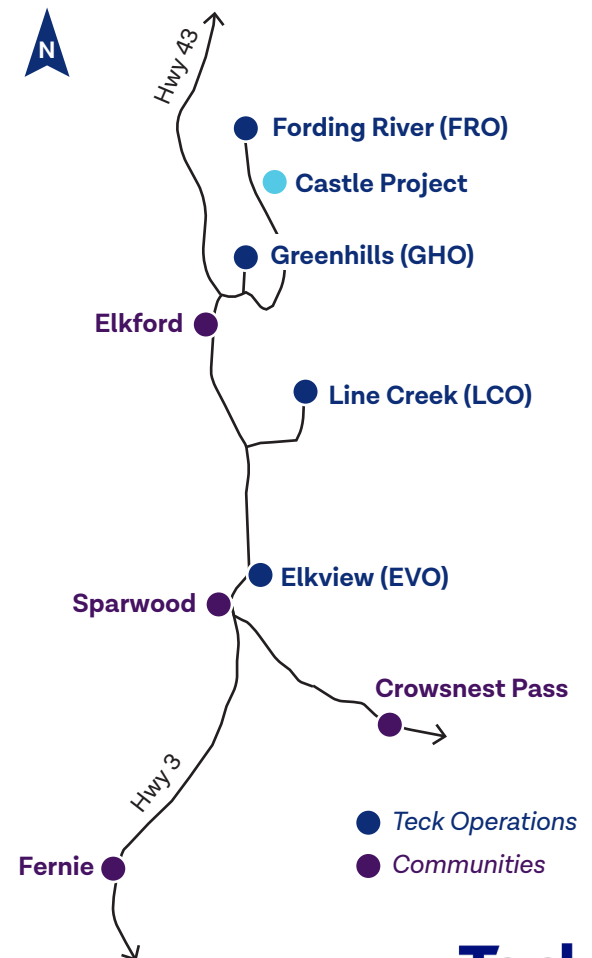 N
Hwy 43
Fording River (FRO)
Castle Project
Greenhills (GHO)
Elkford
Line Creek (LCO)
Elkview (EVO)
Sparwood
Crowsnest Pass
Hwy 3
Teck Operations
Communities
Fernie